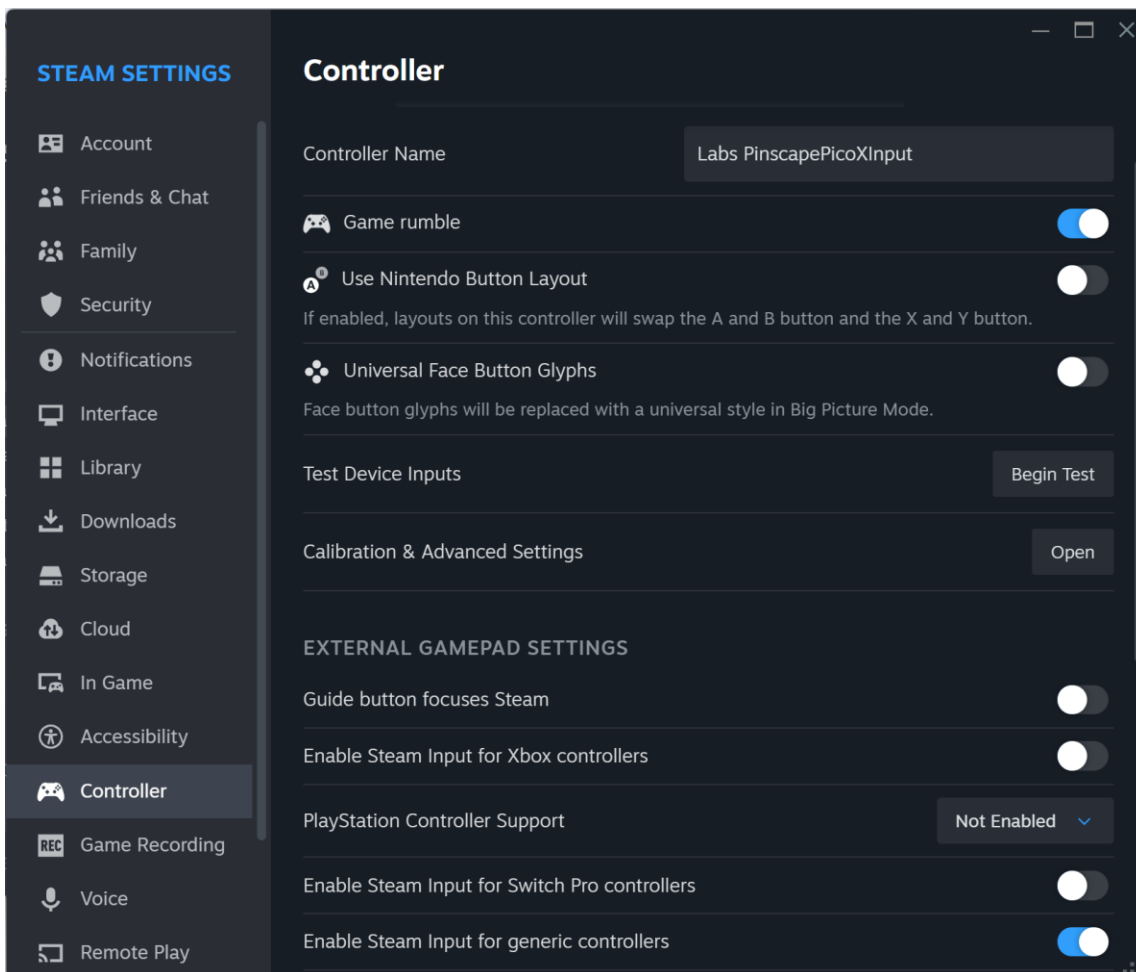 STEAM SETTINGS
Account
Friends & Chat
Family
Security
Notifications
Interface
Library
Downloads
Storage
Cloud
In Game
Accessibility
Controller
REC Game Recording
Voice
Remote Play
Controller
Controller Name
Labs PinscapePicoXInput
Game rumble
A B Use Nintendo Button Layout
If enabled, layouts on this controller will swap the A and B button and the X and Y button.
Universal Face Button Glyphs
Face button glyphs will be replaced with a universal style in Big Picture Mode.
Test Device Inputs
Begin Test
Calibration & Advanced Settings
Open
EXTERNAL GAMEPAD SETTINGS
Guide button focuses Steam
Enable Steam Input for Xbox controllers
PlayStation Controller Support
Not Enabled
Enable Steam Input for Switch Pro controllers
Enable Steam Input for generic controllers